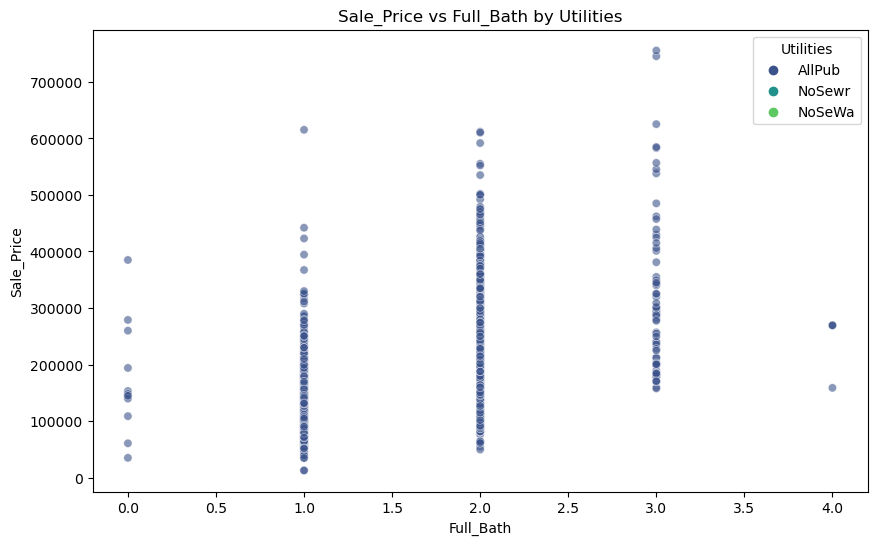 Sale_Price vs Full_Bath by Utilities
Utilities
AllPub
NoSewr
NoSeWa
700000
600000
500000
400000
300000
200000
100000
0
Sale_Price
0.0 0.5 1.0 1.5 2.0 2.5 3.0 3.5 4.0
Full_Bath